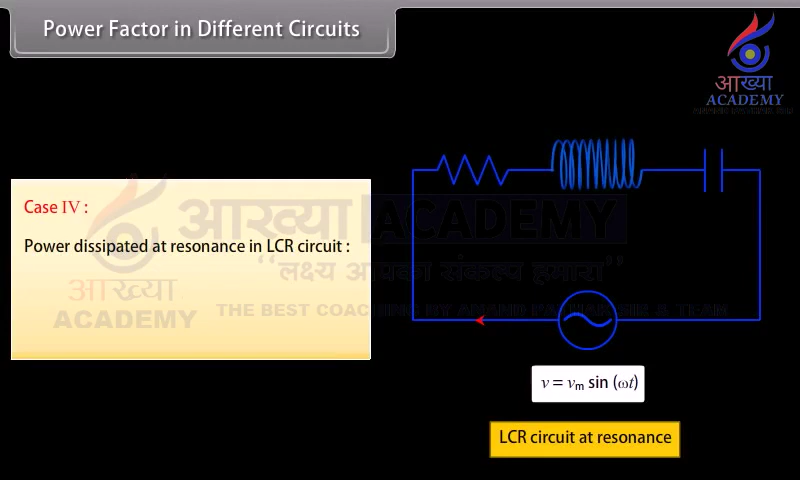 Power Factor in Different Circuits
आख्या
ACADEMY
Case IV :
Power dissipated at resonance in LCR circuit :
आख्या ACADEMY
‘‘लक्ष्य आपका संकल्प हमारा’’
आख्या
ACADEMY
THE BEST COACHING BY
v = vm sin (ωt)
LCR circuit at resonance